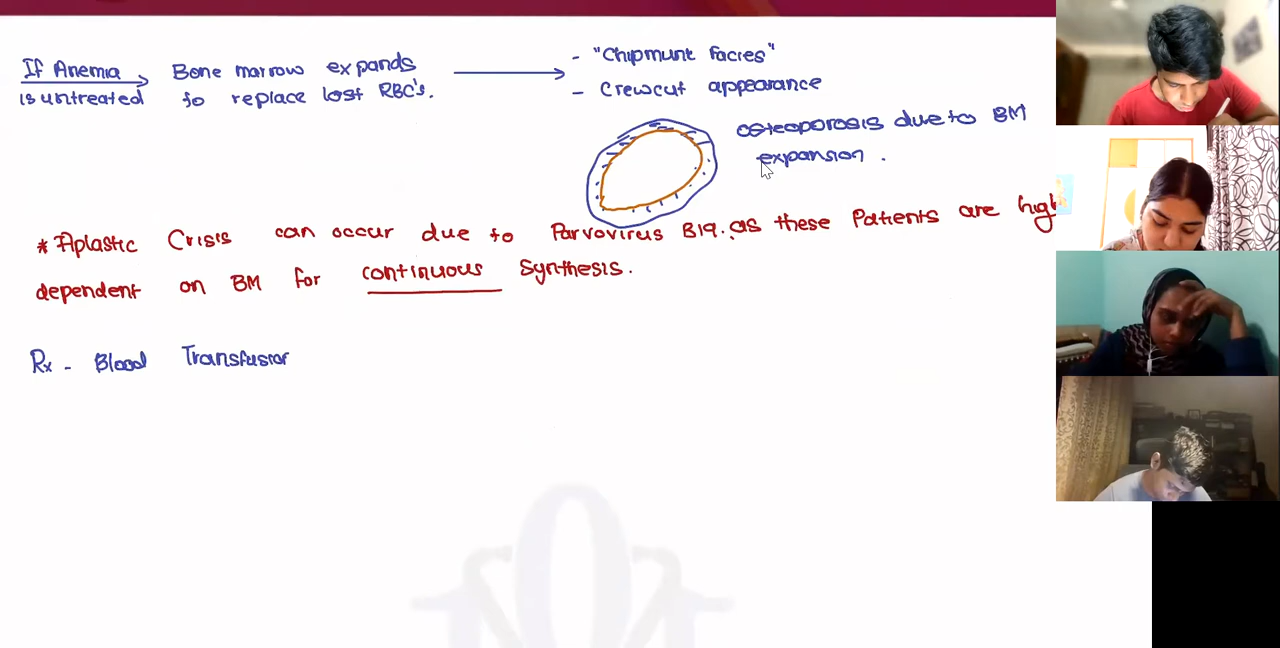 If Anemia
is untreated
Bone marrow expands
to replace lost RBC's.
- "Chipmunk facies"
- Crewcut appearance
osteoporosis due to BM
expansion.
* Aplastic Crisis can occur due to Parvovirus B19. as these Patients are high
dependent on BM for continuous synthesis.
Rx - Blood Transfusion